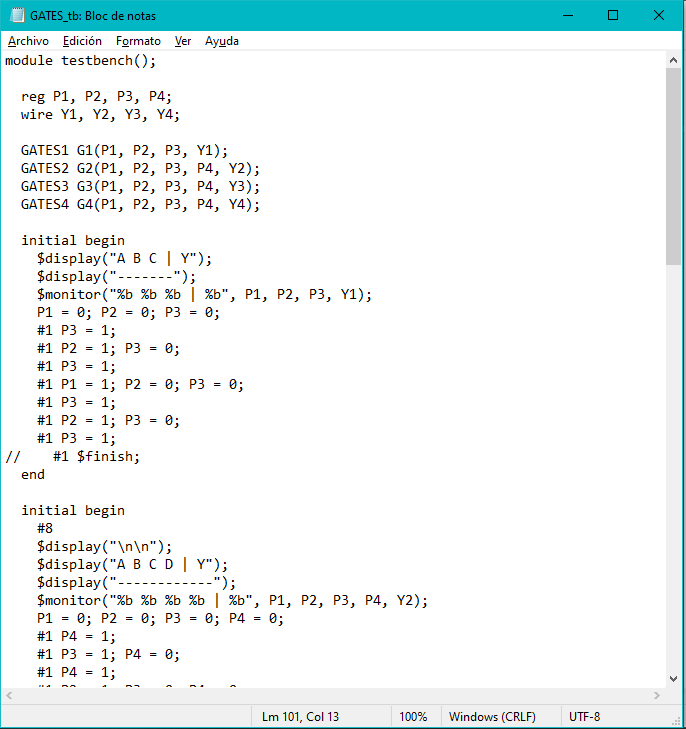 GATES_tb: Bloc de notas
Archivo Edición Formato Ver Ayuda
module testbench();
reg P1, P2, P3, P4;
wire Y1, Y2, Y3, Y4;
GATES1 G1(P1, P2, P3, Y1);
GATES2 G2(P1, P2, P3, P4, Y2);
GATES3 G3(P1, P2, P3, P4, Y3);
GATES4 G4(P1, P2, P3, P4, Y4);
initial begin
$display("A B C | Y");
$display("-------");
$monitor("%b %b %b | %b", P1, P2, P3, Y1);
P1 = 0; P2 = 0; P3 = 0;
#1 P3 = 1;
#1 P2 = 1; P3 = 0;
#1 P3 = 1;
#1 P1 = 1; P2 = 0; P3 = 0;
#1 P3 = 1;
#1 P2 = 1; P3 = 0;
#1 P3 = 1;
// #1 $finish;
end
initial begin
#8
$display("\n\n");
$display("A B C D | Y");
$display("------------");
$monitor("%b %b %b %b | %b", P1, P2, P3, P4, Y2);
P1 = 0; P2 = 0; P3 = 0; P4 = 0;
#1 P4 = 1;
#1 P3 = 1; P4 = 0;
#1 P4 = 1;
Lm 101, Col 13 100% Windows (CRLF) UTF-8